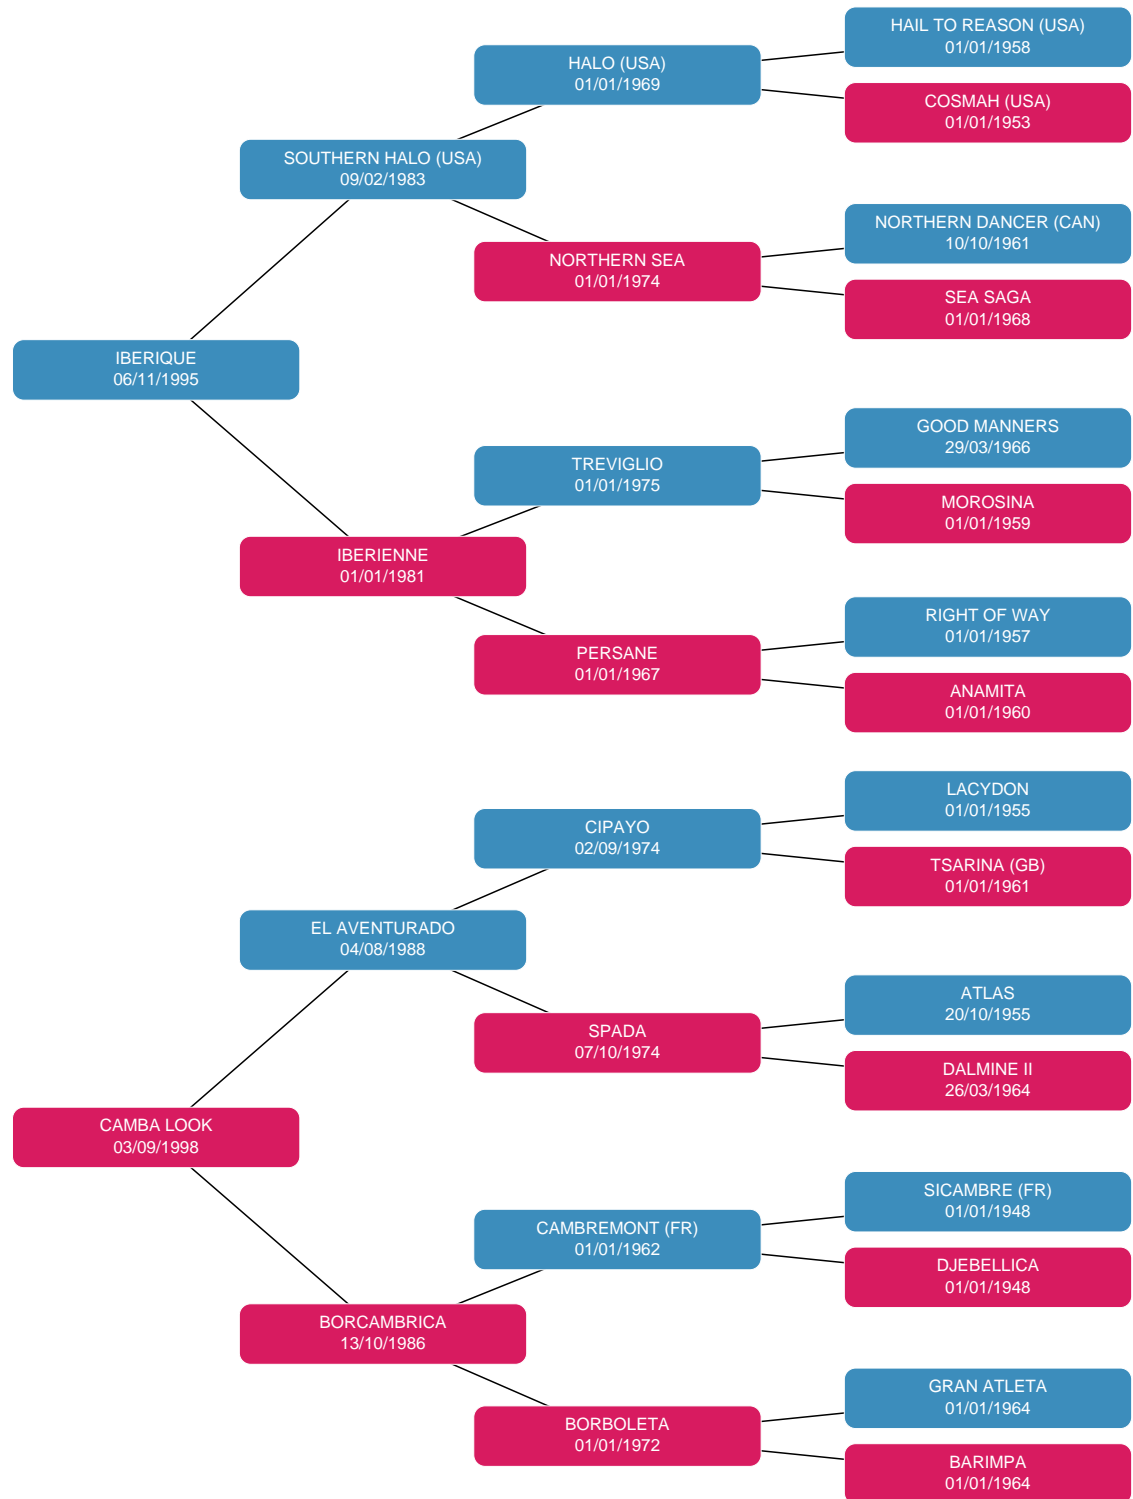 HAIL TO REASON (USA)
01/01/1958
HALO (USA)
01/01/1969
COSMAH (USA)
01/01/1953
SOUTHERN HALO (USA)
09/02/1983
NORTHERN DANCER (CAN)
10/10/1961
NORTHERN SEA
01/01/1974
SEA SAGA
01/01/1968
IBERIQUE
06/11/1995
GOOD MANNERS
29/03/1966
TREVIGLIO
01/01/1975
MOROSINA
01/01/1959
IBERIENNE
01/01/1981
RIGHT OF WAY
01/01/1957
PERSANE
01/01/1967
ANAMITA
01/01/1960
LACYDON
01/01/1955
CIPAYO
02/09/1974
TSARINA (GB)
01/01/1961
EL AVENTURADO
04/08/1988
ATLAS
20/10/1955
SPADA
07/10/1974
DALMINE II
26/03/1964
CAMBA LOOK
03/09/1998
SICAMBRE (FR)
01/01/1948
CAMBREMONT (FR)
01/01/1962
DJEBELLICA
01/01/1948
BORCAMBRICA
13/10/1986
GRAN ATLETA
01/01/1964
BORBOLETA
01/01/1972
BARIMPA
01/01/1964